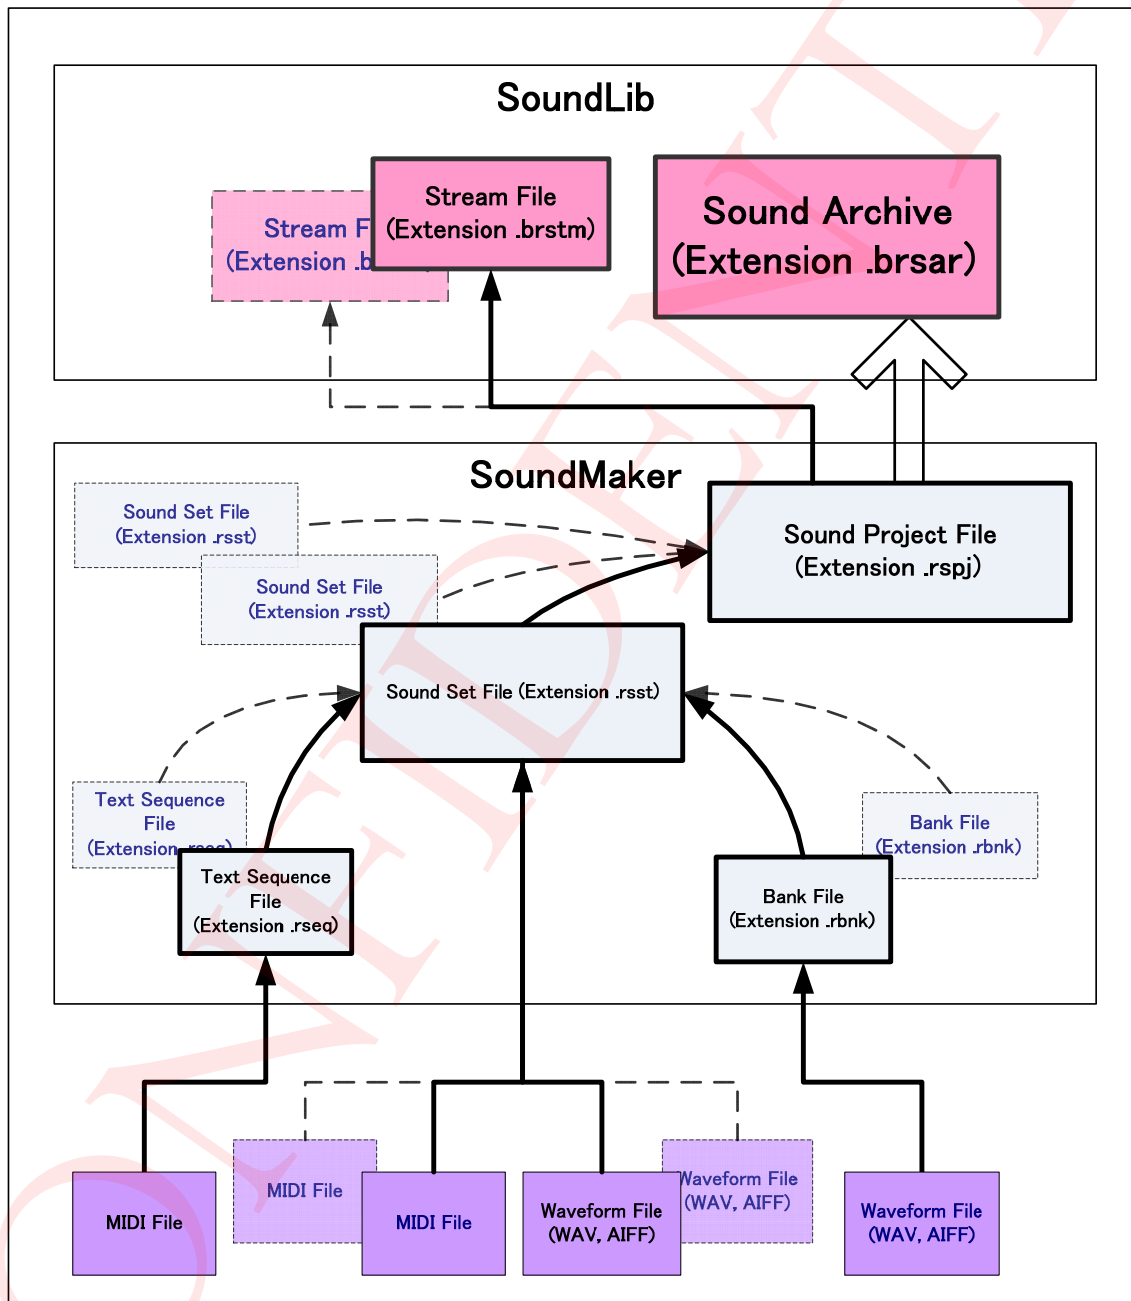 SoundLib
Stream File
(Extension .brstm)
Stream F
(Extension .b
Sound Archive
(Extension .brsar)
SoundMaker
Sound Set File
(Extension .rsst)
Sound Set File
(Extension .rsst)
Sound Project File
(Extension .rspj)
Sound Set File (Extension .rsst)
Text Sequence
File
(Extension .rseq)
Text Sequence
File
(Extension .rseq)
Bank File
(Extension .rbnk)
Bank File
(Extension .rbnk)
MIDI File
MIDI File
MIDI File
Waveform File
(WAV, AIFF)
Waveform File
(WAV, AIFF)
Waveform File
(WAV, AIFF)
ONFIDENT